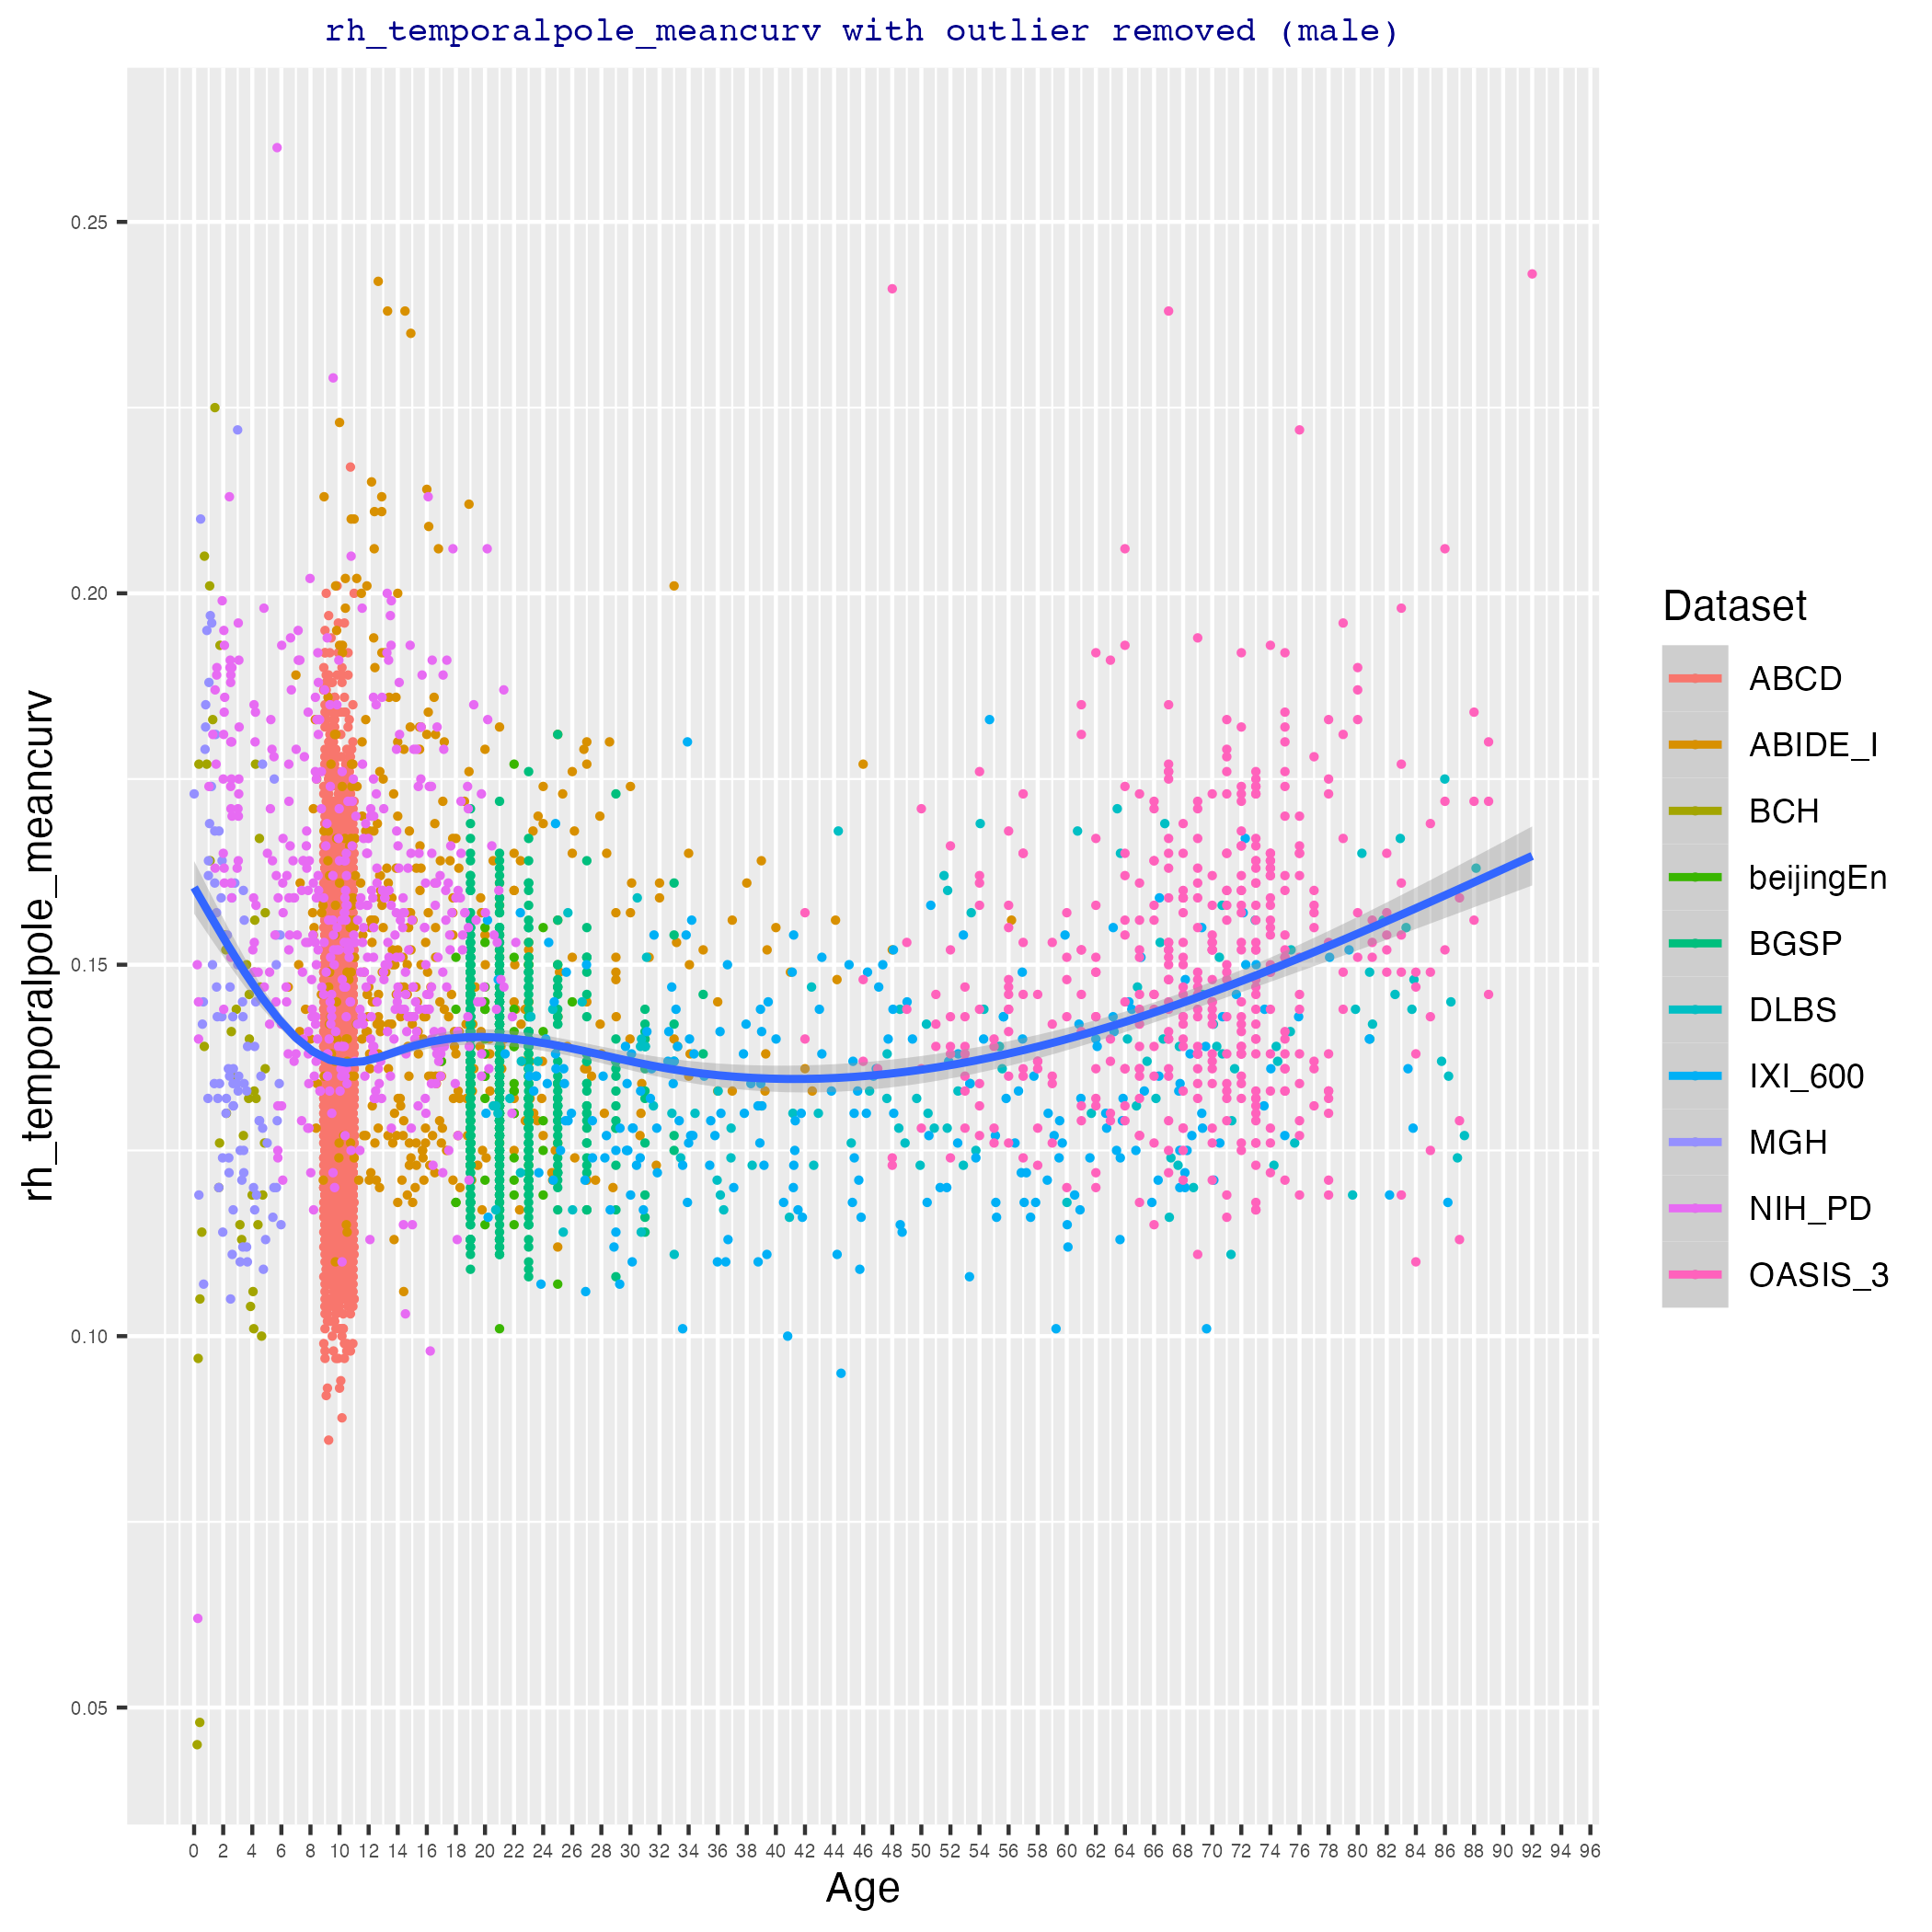 rh_temporalpole_meancurv with outlier removed (male)
rh_temporalpole_meancurv
0.25
0.20
0.15
0.10
0.05
0 2 4 6 8 10 12 14 16 18 20 22 24 26 28 30 32 34 36 38 40 42 44 46 48 50 52 54 56 58 60 62 64 66 68 70 72 74 76 78 80 82 84 86 88 90 92 94 96
Age
Dataset
ABCD
ABIDE_I
BCH
beijingEn
BGSP
DLBS
IXI_600
MGH
NIH_PD
OASIS_3